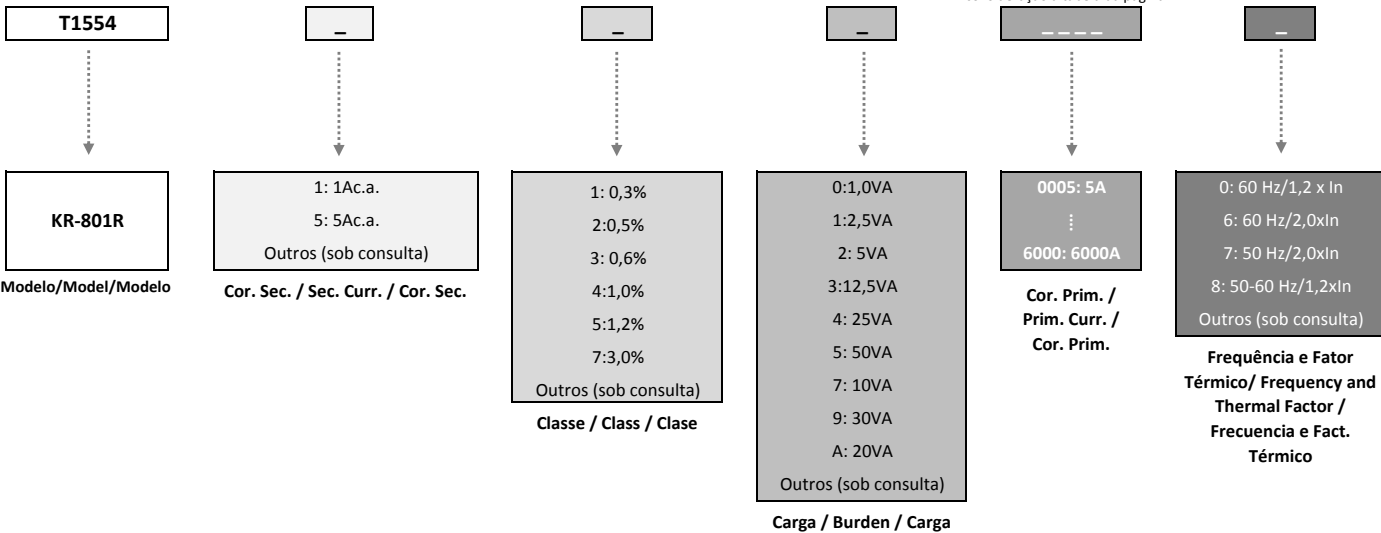 T1554
_
_
_
_ _ _ _
_
KR-801R
Modelo/Model/Modelo
1: 1Ac.a.
5: 5Ac.a.
Outros (sob consulta)
Cor. Sec. / Sec. Curr. / Cor. Sec.
1: 0,3%
2:0,5%
3: 0,6%
4:1,0%
5:1,2%
7:3,0%
Outros (sob consulta)
Classe / Class / Clase
0:1,0VA
1:2,5VA
2: 5VA
3:12,5VA
4: 25VA
5: 50VA
7: 10VA
9: 30VA
A: 20VA
Outros (sob consulta)
Carga / Burden / Carga
0005: 5A
⁞
6000: 6000A
Cor. Prim. /
Prim. Curr. /
Cor. Prim.
0: 60 Hz/1,2 x In
6: 60 Hz/2,0xIn
7: 50 Hz/2,0xIn
8: 50-60 Hz/1,2xIn
Outros (sob consulta)
Frequência e Fator
Térmico/ Frequency and
Thermal Factor /
Frecuencia e Fact.
Térmico